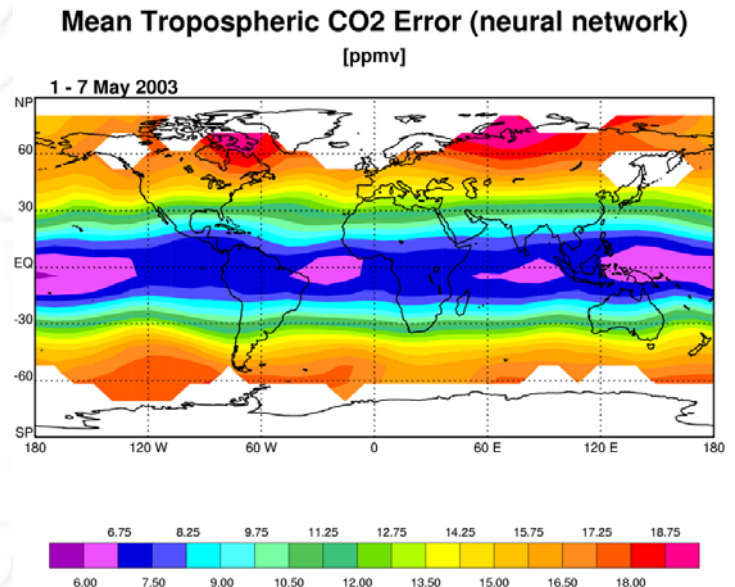 Mean Tropospheric CO2 Error (neural network)
[ppmv]
1 - 7 May 2003
NP
60
30
EQ
-30
-60
SP
180 120 W 60 W 0 60 E 120 E 180
6.75 8.25 9.75 11.25 12.75 14.25 15.75 17.25 18.75
6.00 7.50 9.00 10.50 12.00 13.50 15.00 16.50 18.00